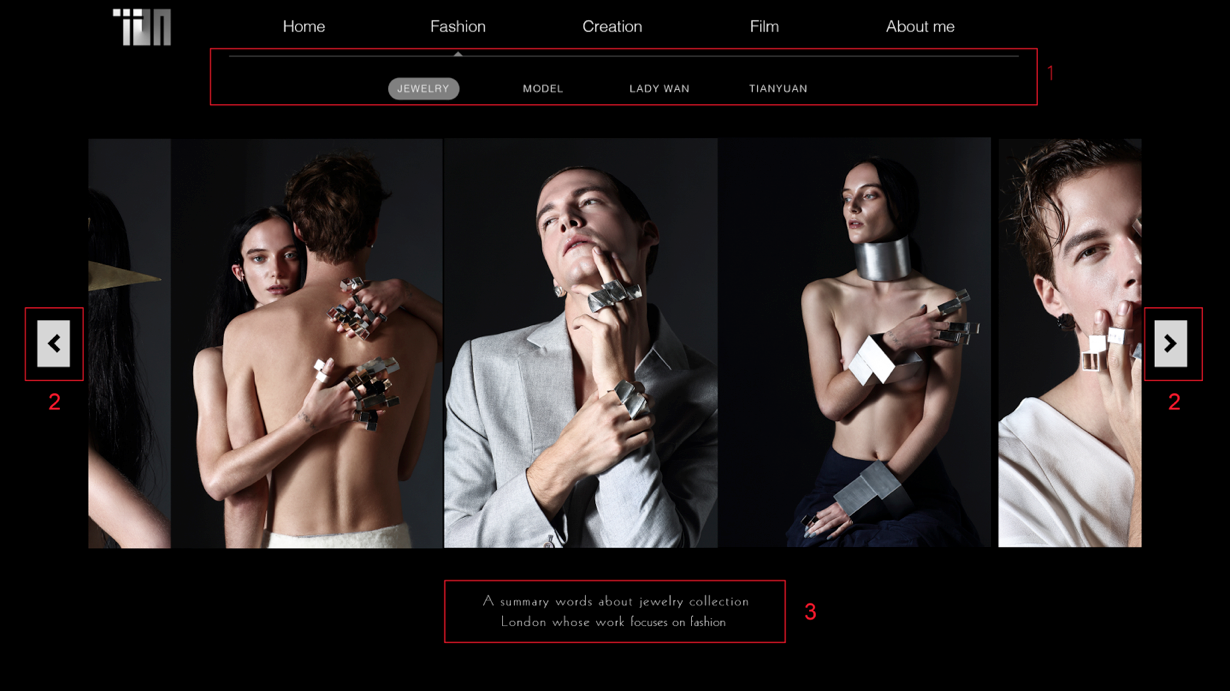 Home Fashion Creation Film About me
1
JEWELRY MODEL LADY WAN TIANYUAN
2 2
A summary words about jewelry collection
London whose work focuses on fashion
3